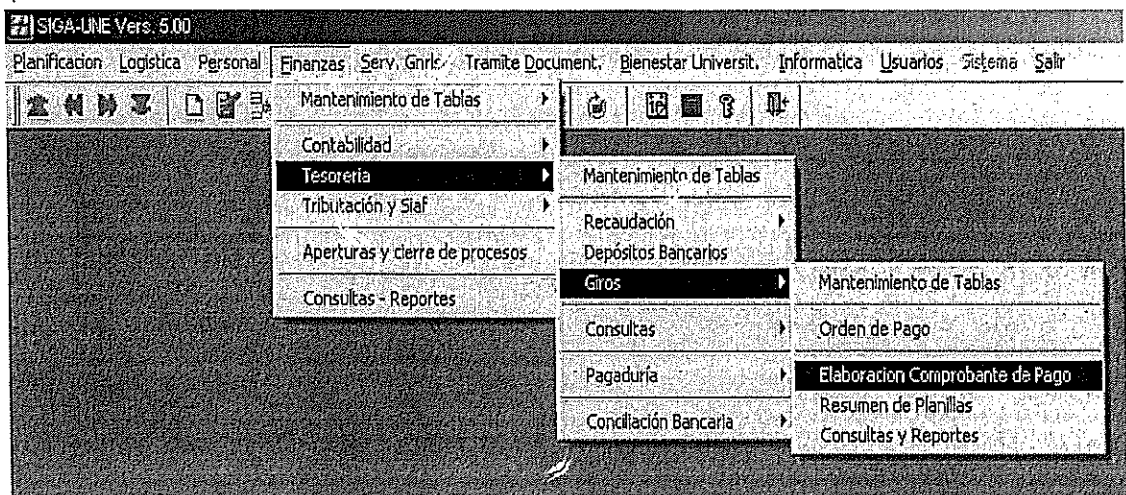 SIGA-UNE Vers. 5.00
Planificacion Logistica Personal Finanzas Serv. Gnrls. Tramite Document. Bienestar Universit. Informatica Usuarios Sistema Salir
Mantenimiento de Tablas
Contabilidad
Tesoreria
Tributación y Siaf
Aperturas y cierre de procesos
Consultas - Reportes
Mantenimiento de Tablas
Recaudación
Depósitos Bancarios
Giros
Consultas
Pagaduría
Conciliación Bancaria
Mantenimiento de Tablas
Orden de Pago
Elaboracion Comprobante de Pago
Resumen de Planillas
Consultas y Reportes